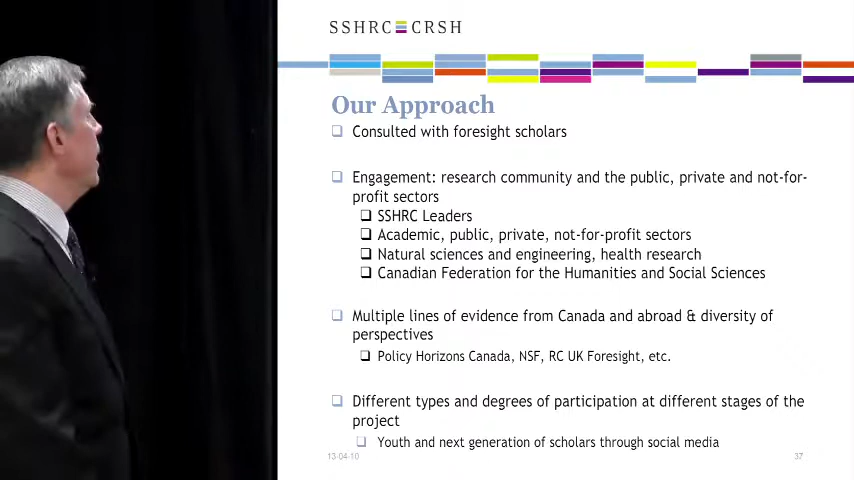 SSHRC CRSH
Our Approach
Consulted with foresight scholars
Engagement: research community and the public, private and not-for-
profit sectors
SSHRC Leaders
Academic, public, private, not-for-profit sectors
Natural sciences and engineering, health research
Canadian Federation for the Humanities and Social Sciences
Multiple lines of evidence from Canada and abroad & diversity of
perspectives
Policy Horizons Canada, NSF, RC UK Foresight, etc.
Different types and degrees of participation at different stages of the
project
Youth and next generation of scholars through social media
13-04-10
37